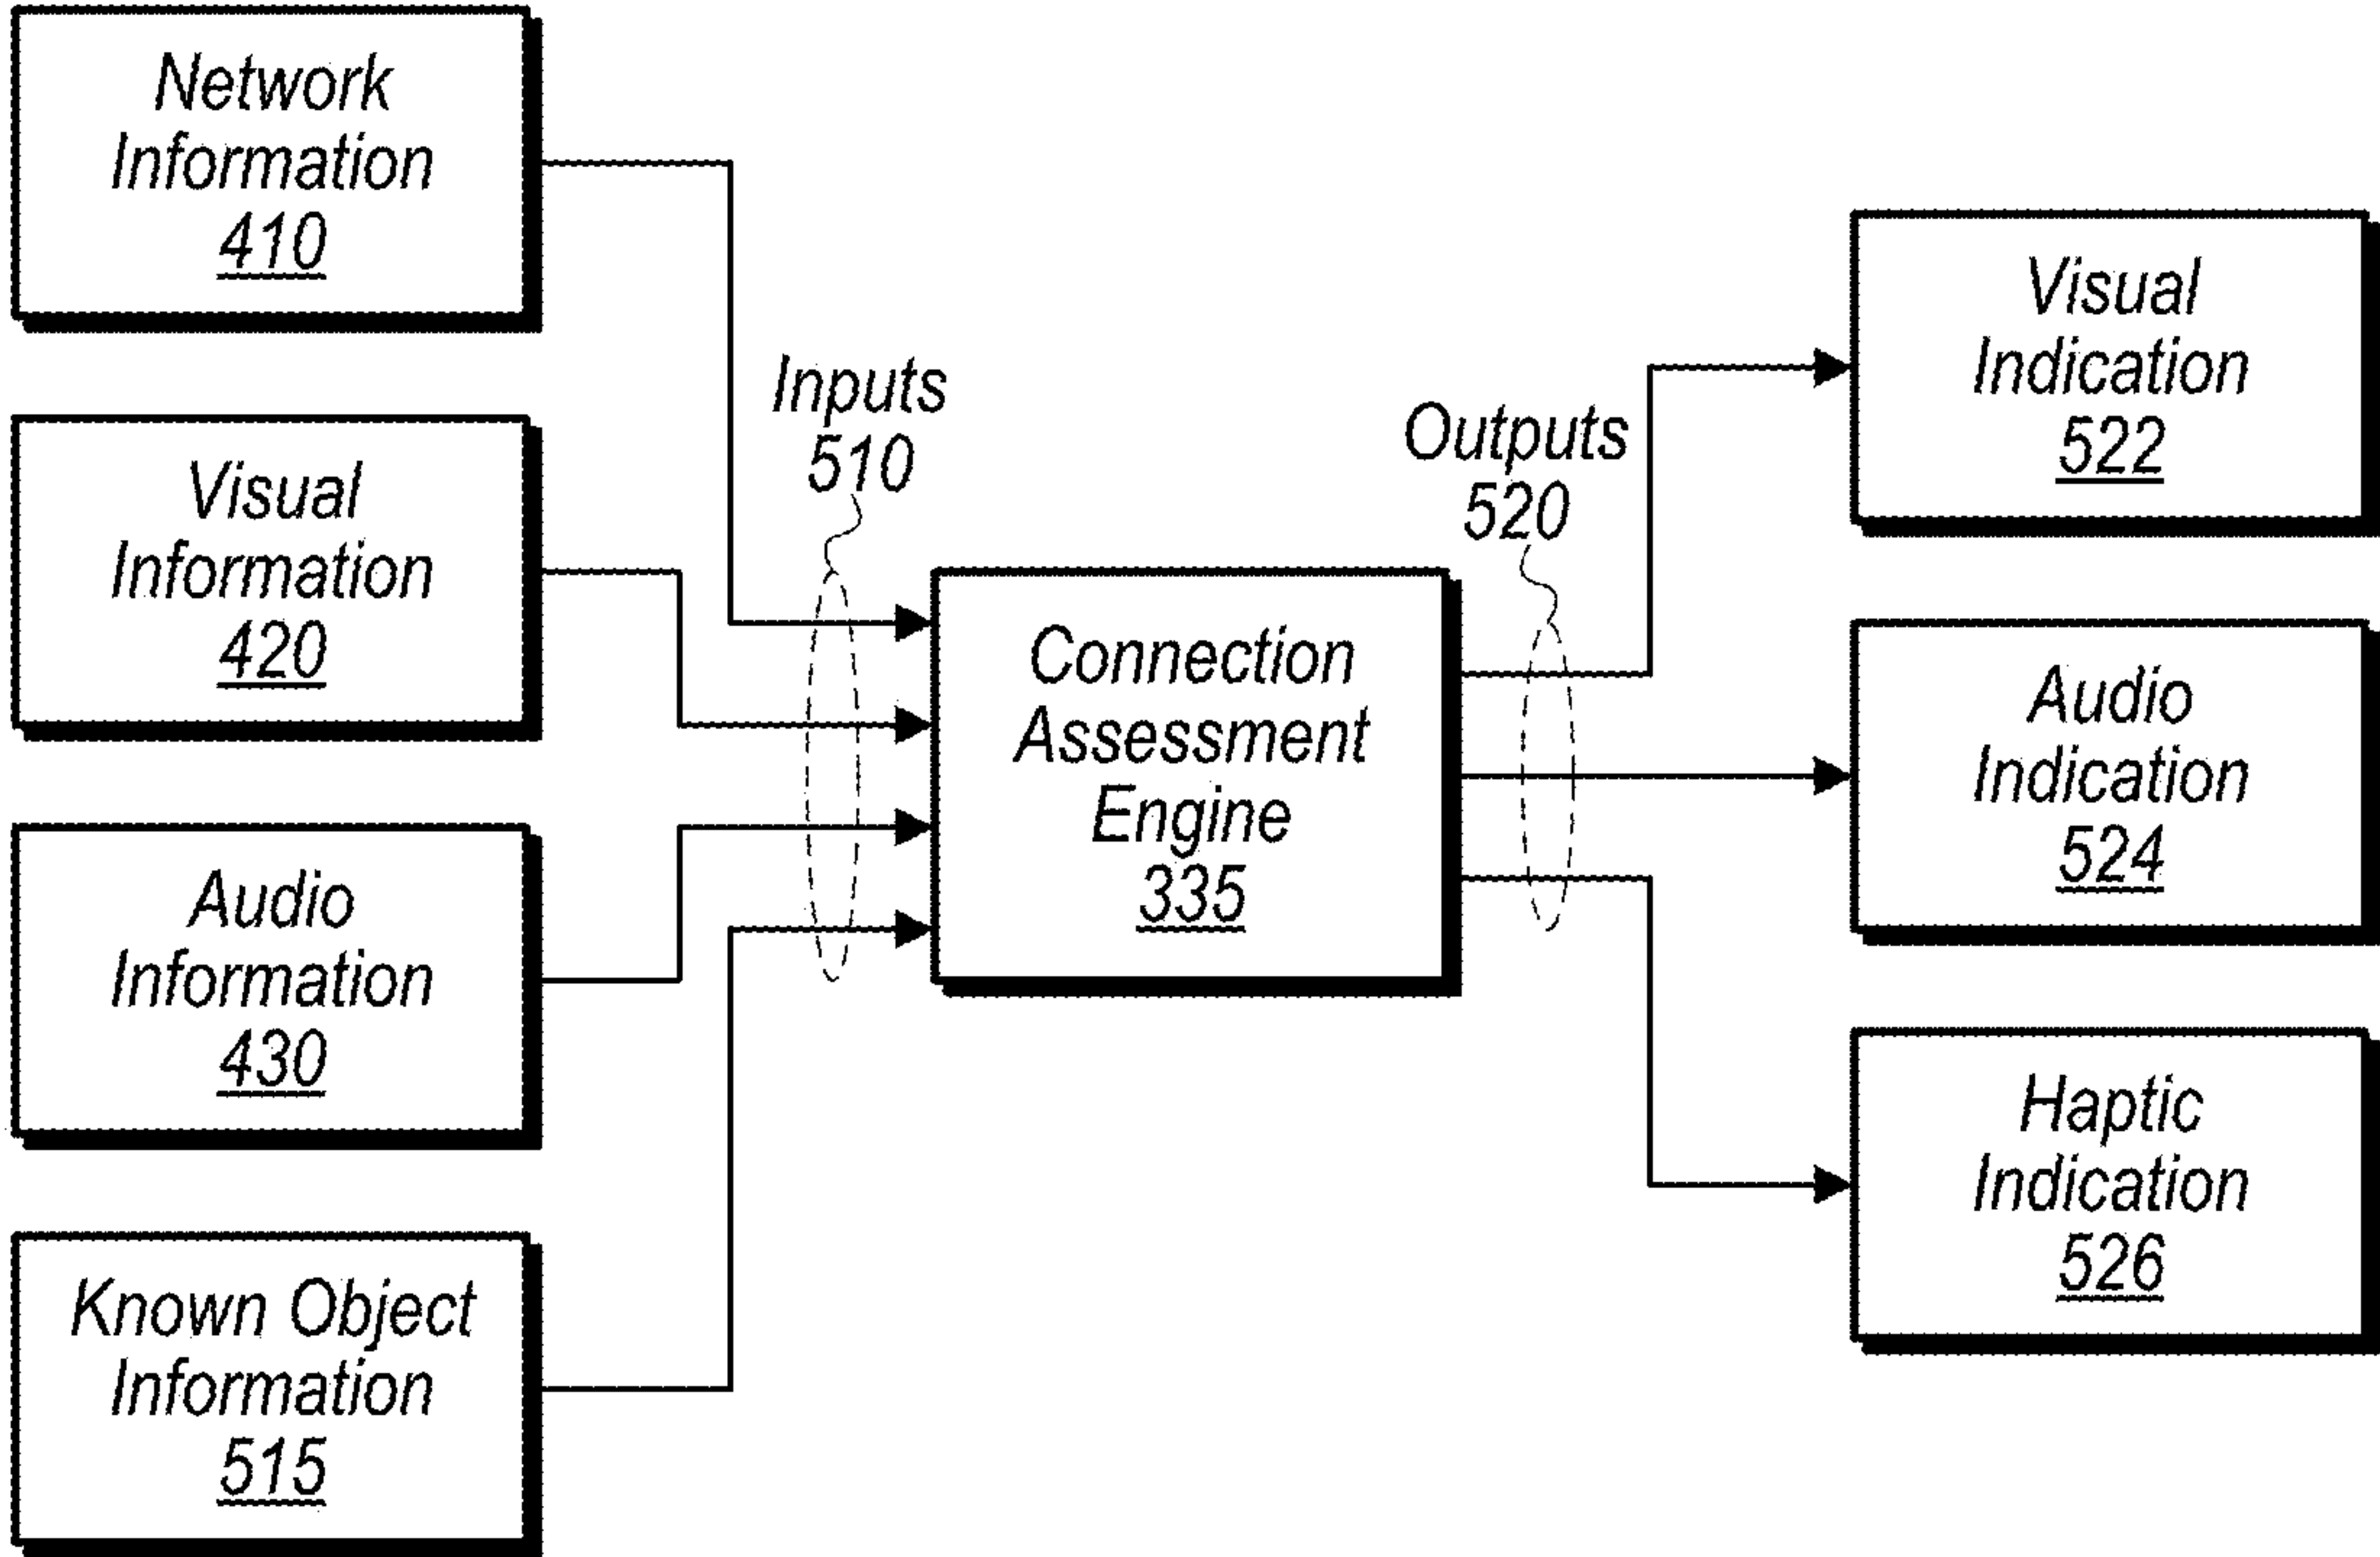 Network
Information
410
Visual
Information
420
Audio
Information
430
Known Object
Information
515
Inputs
510
Connection
Assessment
Engine
335
Outputs
520
Visual
Indication
522
Audio
Indication
524
Haptic
Indication
526